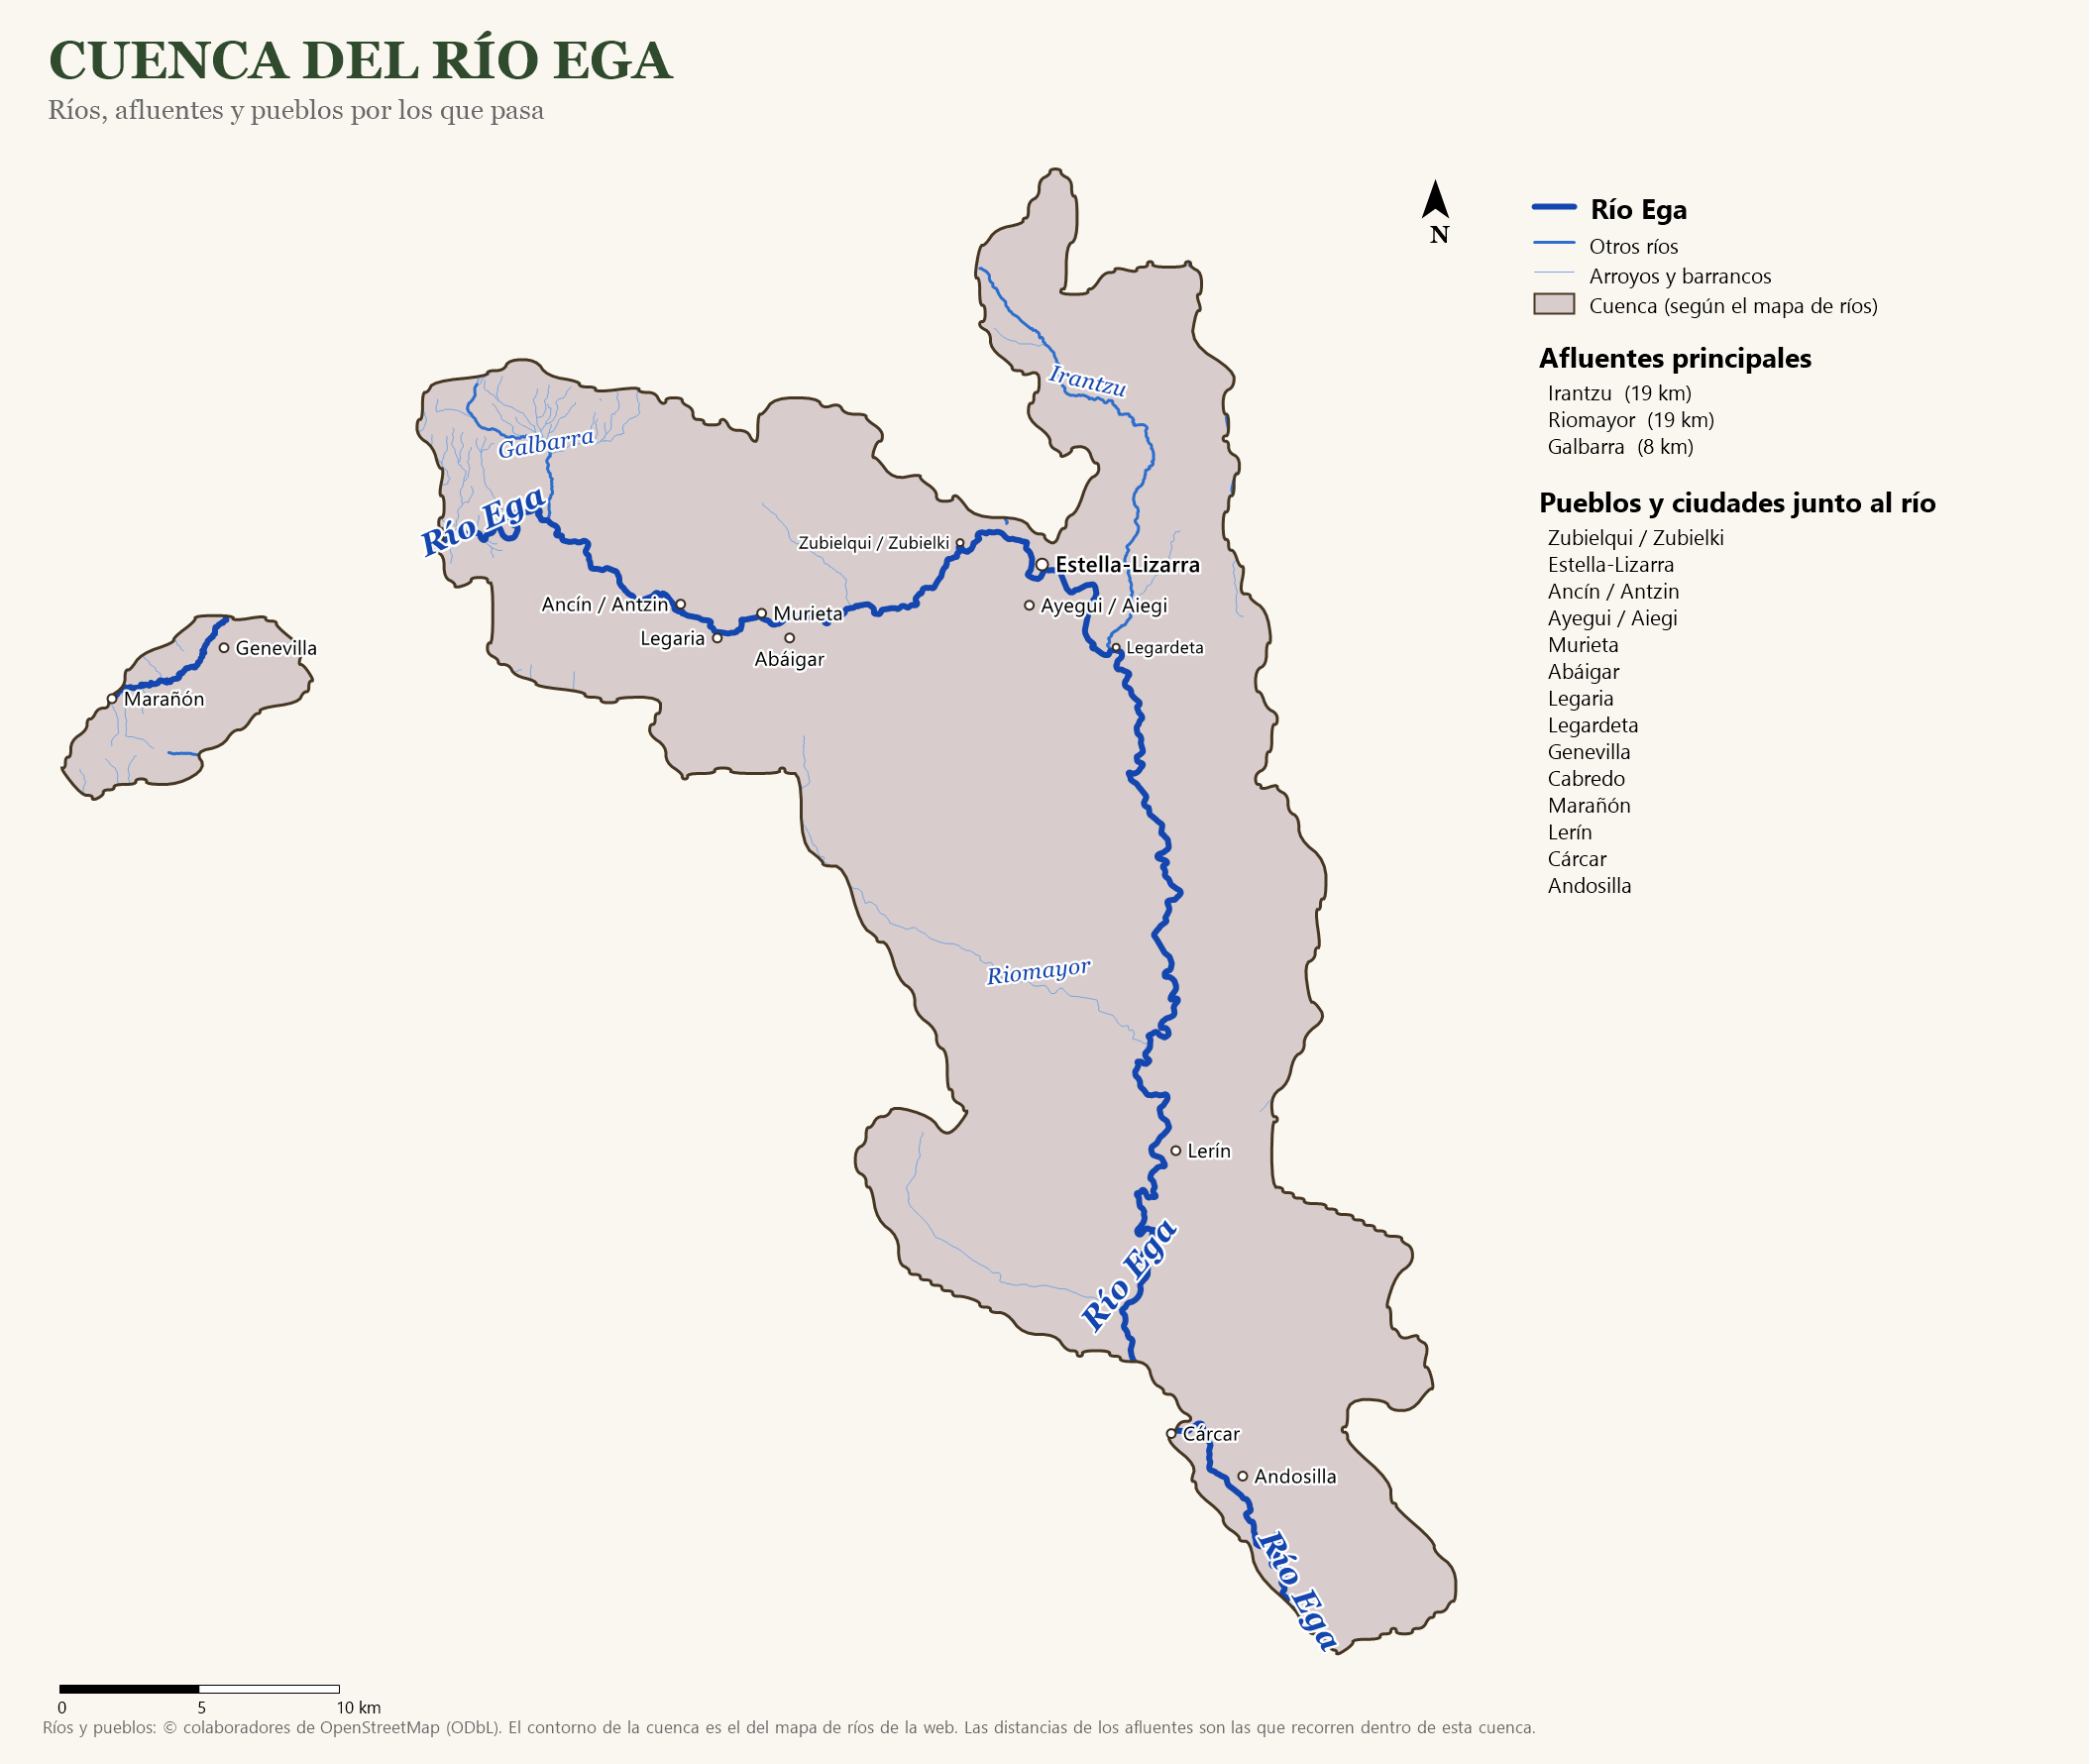 CUENCA DEL RÍO EGA
Ríos, afluentes y pueblos por los que pasa
N
Río Ega
Otros ríos
Arroyos y barrancos
Cuenca (según el mapa de ríos)
Afluentes principales
Irantzu (19 km)
Riomayor (19 km)
Galbarra (8 km)
Pueblos y ciudades junto al río
Zubielqui / Zubielki
Estella-Lizarra
Ancín / Antzin
Ayegui / Aiegi
Murieta
Abáigar
Legaria
Legardeta
Genevilla
Cabredo
Marañón
Lerín
Cárcar
Andosilla
Irantzu
Galbarra
Río Ega
Zubielqui / Zubielki
Estella-Lizarra
Ancín / Antzin
Ayegui / Aiegi
Murieta
Legaria
Abáigar
Legardeta
Genevilla
Marañón
Riomayor
Lerín
Río Ega
Cárcar
Andosilla
Río Ega
0 5 10 km
Ríos y pueblos: © colaboradores de OpenStreetMap (ODbL). El contorno de la cuenca es el del mapa de ríos de la web. Las distancias de los afluentes son las que recorren dentro de esta cuenca.